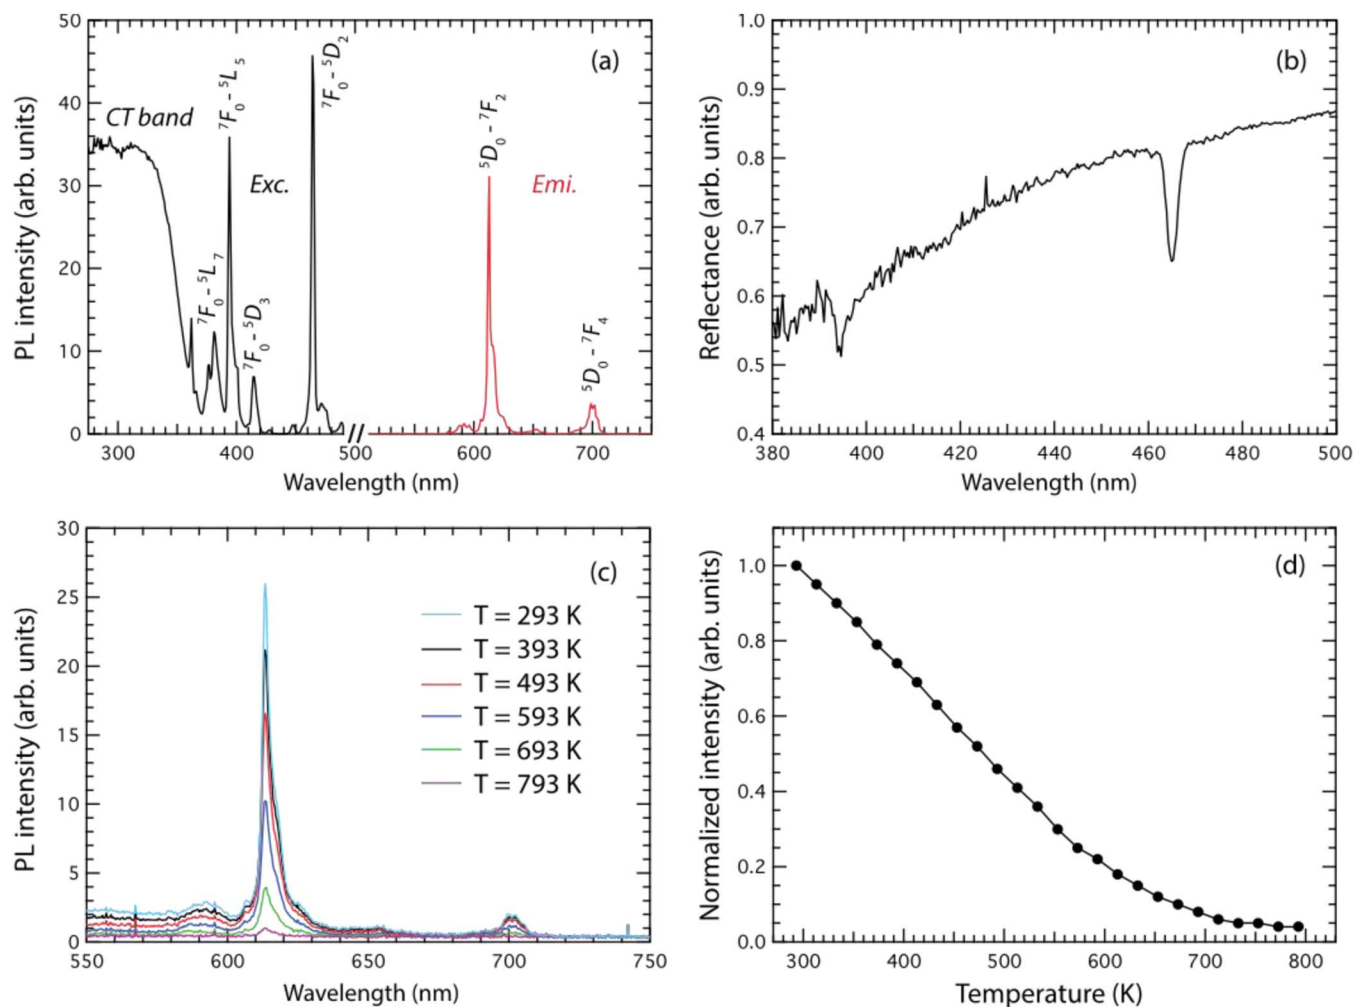 (a)
PL intensity (arb. units)
50
40
30
20
10
0
CT band
⁷F₀ - ⁵L₇
⁷F₀ - ⁵L₅
⁷F₀ - ⁵D₃
⁷F₀ - ⁵D₂
Exc.
⁵D₀ - ⁷F₂
Emi.
⁵D₀ - ⁷F₄
300 400 500 600 700
Wavelength (nm)
(b)
Reflectance (arb. units)
1.0
0.9
0.8
0.7
0.6
0.5
0.4
380 400 420 440 460 480 500
Wavelength (nm)
(c)
PL intensity (arb. units)
30
25
20
15
10
5
0
T = 293 K
T = 393 K
T = 493 K
T = 593 K
T = 693 K
T = 793 K
550 600 650 700 750
Wavelength (nm)
(d)
Normalized intensity (arb. units)
1.0
0.8
0.6
0.4
0.2
0.0
300 400 500 600 700 800
Temperature (K)